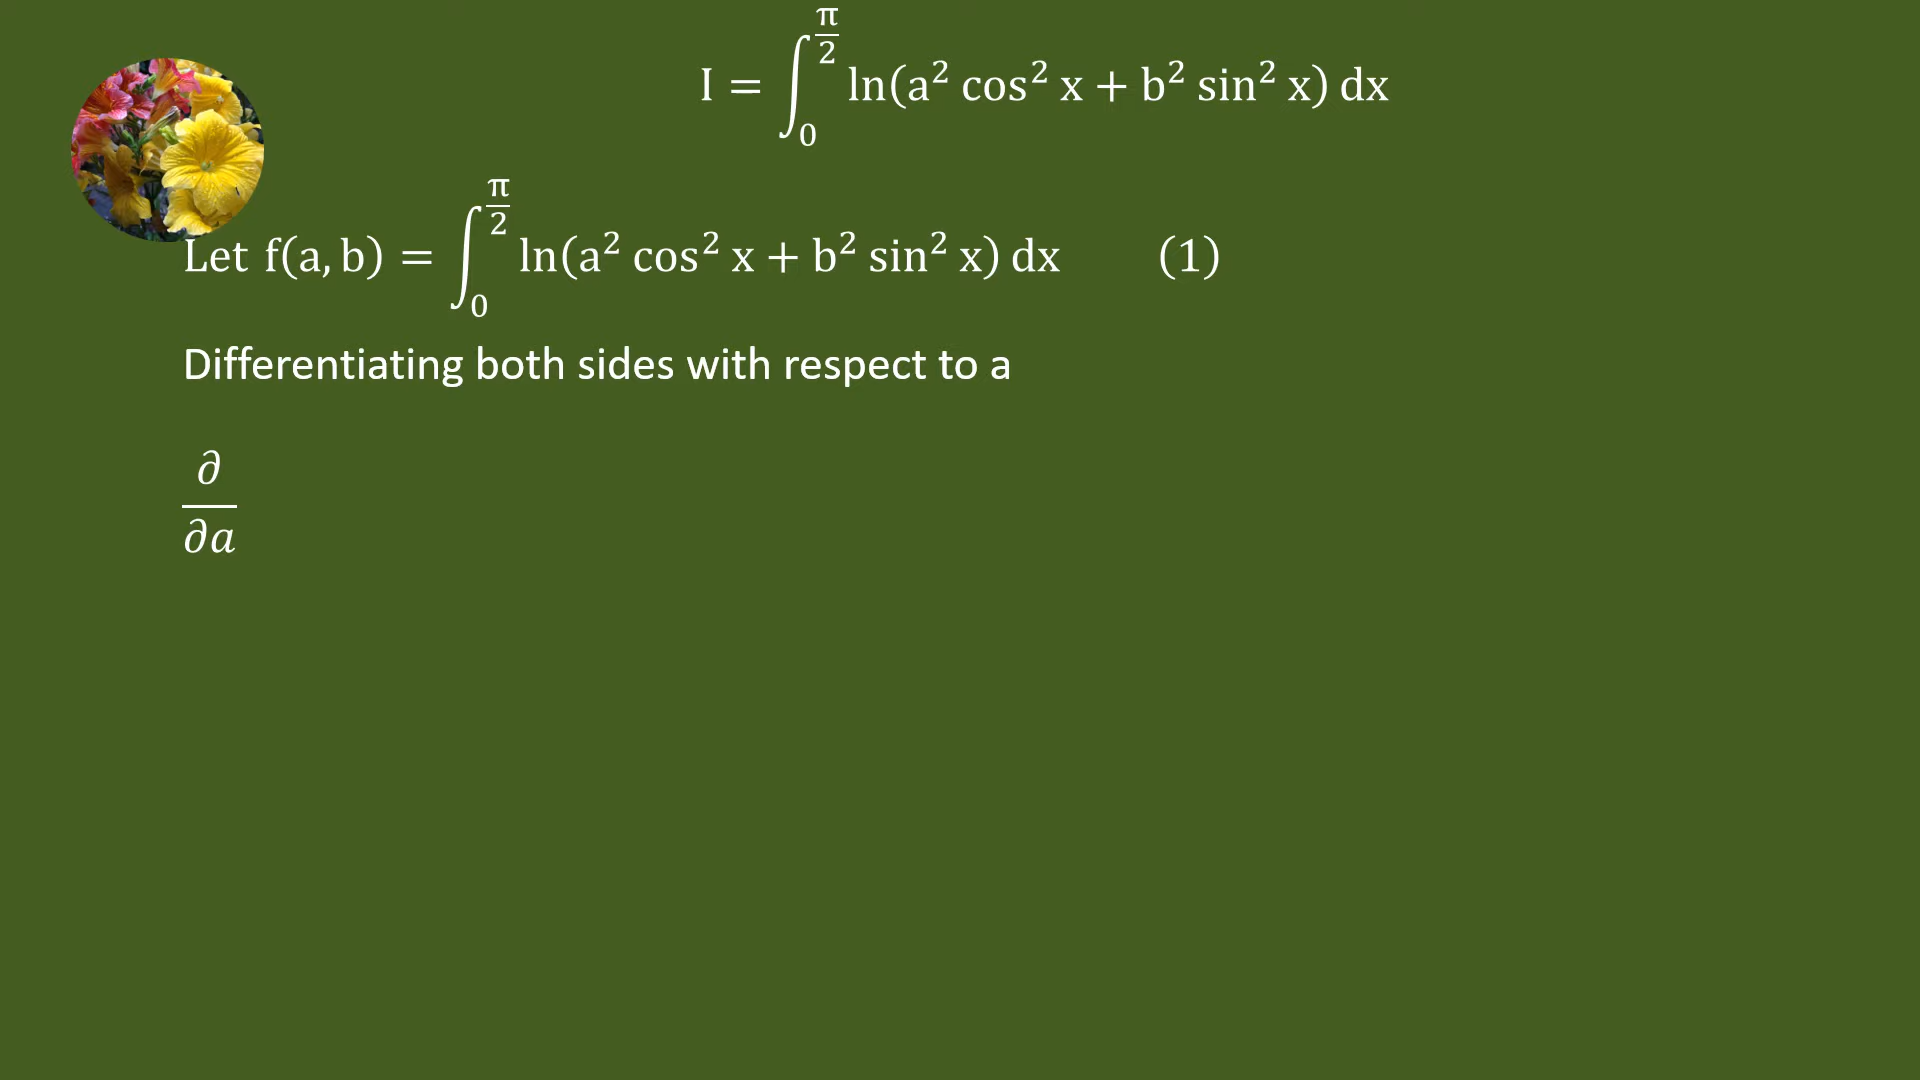 I = ∫₀^(π/2) ln(a² cos² x + b² sin² x) dx
Let f(a, b) = ∫₀^(π/2) ln(a² cos² x + b² sin² x) dx (1)
Differentiating both sides with respect to a
∂/∂a